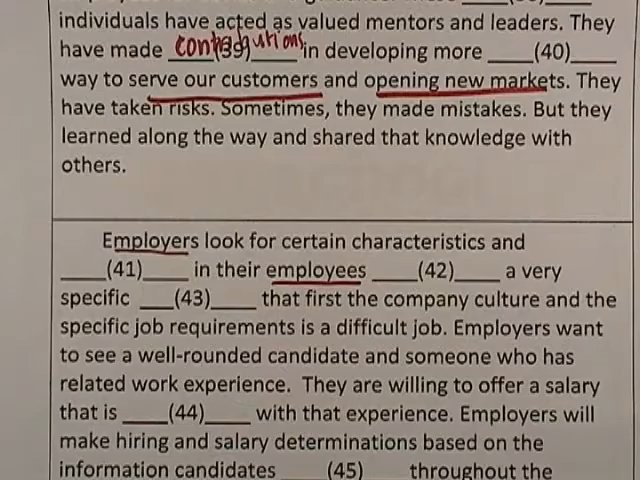 individuals have acted as valued mentors and leaders. They
have made ____(39)____ contributions in developing more ____(40)____
way to serve our customers and opening new markets. They
have taken risks. Sometimes, they made mistakes. But they
learned along the way and shared that knowledge with
others.
Employers look for certain characteristics and
____(41)____ in their employees ____(42)____ a very
specific ___(43)____ that first the company culture and the
specific job requirements is a difficult job. Employers want
to see a well-rounded candidate and someone who has
related work experience. They are willing to offer a salary
that is ____(44)____ with that experience. Employers will
make hiring and salary determinations based on the
information candidates ____(45)____ throughout the